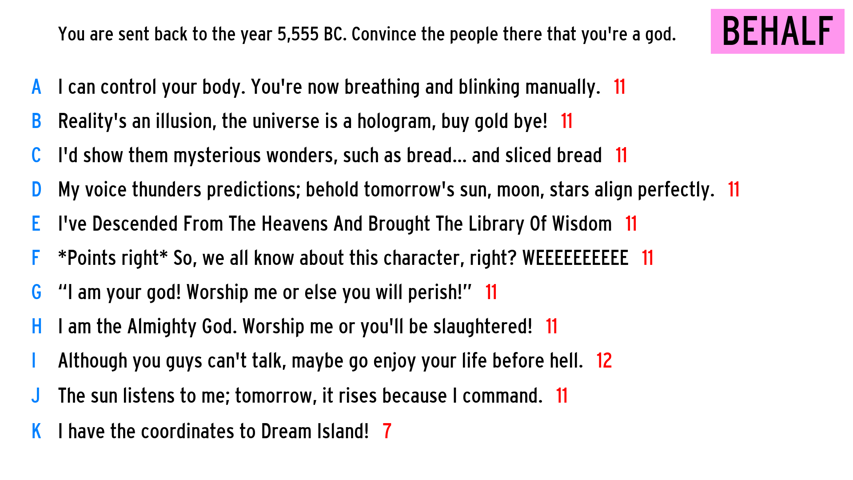 You are sent back to the year 5,555 BC. Convince the people there that you're a god.
BEHALF
A I can control your body. You're now breathing and blinking manually. 11
B Reality's an illusion, the universe is a hologram, buy gold bye! 11
C I'd show them mysterious wonders, such as bread... and sliced bread 11
D My voice thunders predictions; behold tomorrow's sun, moon, stars align perfectly. 11
E I've Descended From The Heavens And Brought The Library Of Wisdom 11
F *Points right* So, we all know about this character, right? WEEEEEEEEEE 11
G “I am your god! Worship me or else you will perish!” 11
H I am the Almighty God. Worship me or you'll be slaughtered! 11
I Although you guys can't talk, maybe go enjoy your life before hell. 12
J The sun listens to me; tomorrow, it rises because I command. 11
K I have the coordinates to Dream Island! 7